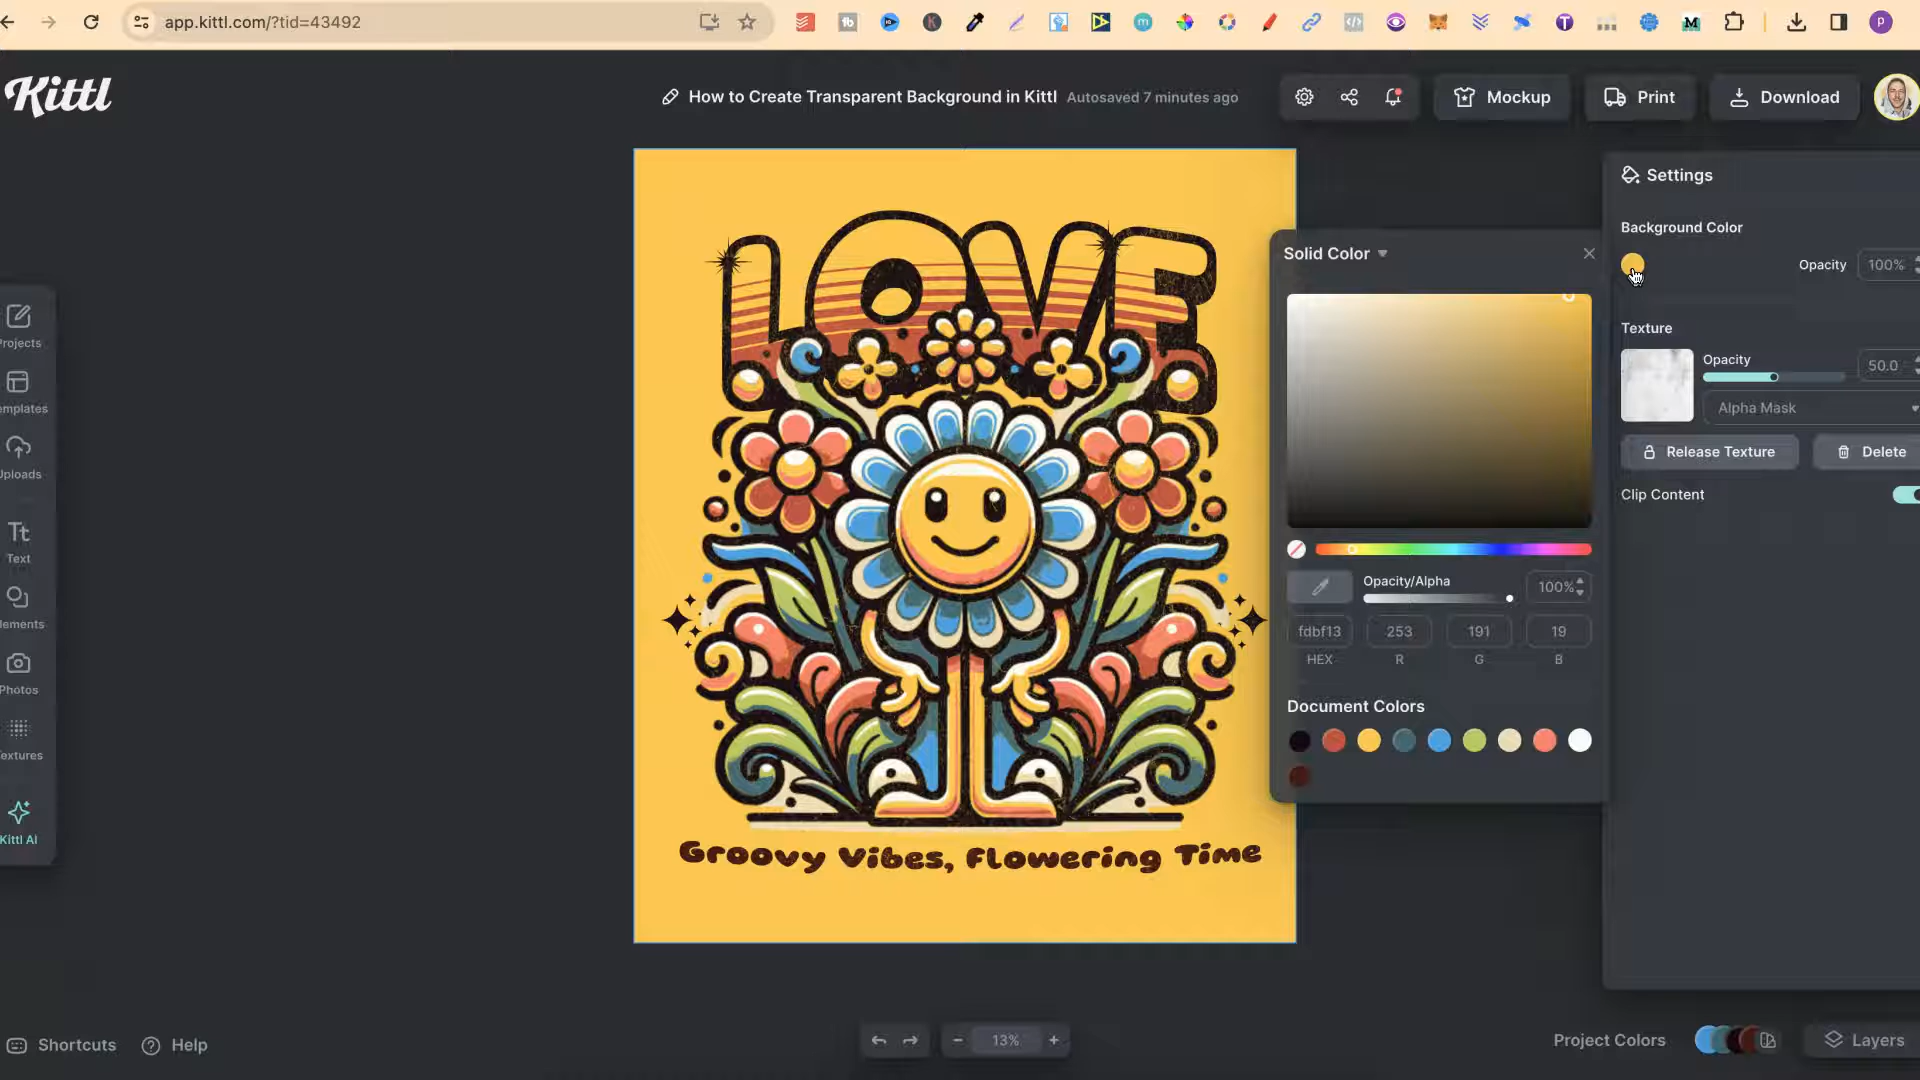 app.kittl.com/?tid=43492
Kittl
How to Create Transparent Background in Kittl
Autosaved 7 minutes ago
Mockup
Print
Download
Settings
Background Color
Opacity
100%
Texture
Opacity
50.0
Alpha Mask
Release Texture
Delete
Clip Content
Solid Color
Opacity/Alpha
100%
fdbf13
253
191
19
HEX
R
G
B
Document Colors
LOVE
Groovy Vibes, Flowering Time
Projects
emplates
Uploads
Tt
Text
lements
Photos
extures
Kittl AI
Shortcuts
Help
13%
Project Colors
Layers